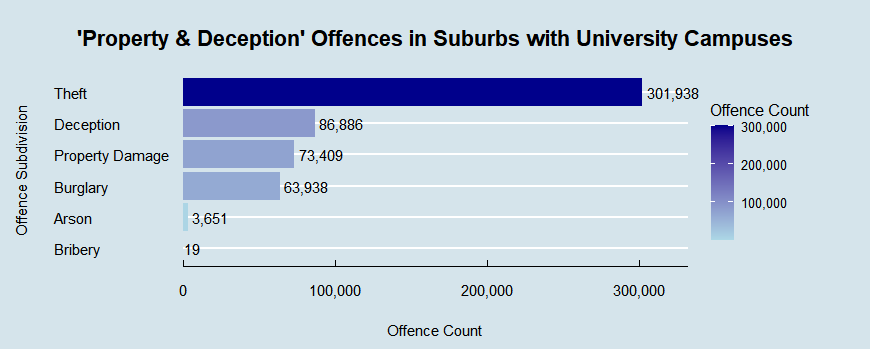 'Property & Deception' Offences in Suburbs with University Campuses
Offence Subdivision
Theft
301,938
Deception
86,886
Property Damage
73,409
Burglary
63,938
Arson
3,651
Bribery
19
0
100,000
200,000
300,000
Offence Count
Offence Count
300,000
200,000
100,000